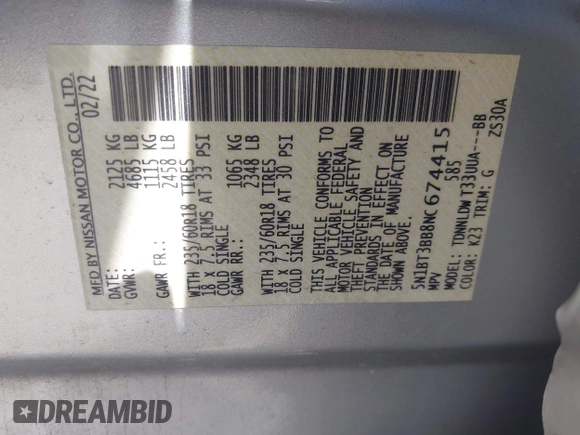 MFD BY NISSAN MOTOR CO., LTD.
02/22
GVWR: 2125 KG
4685 LB
GAWR FR.: 1115 KG
2458 LB
WITH 235/60R18 TIRES
18 x 7.5 RIMS AT 33 PSI
COLD SINGLE
GAWR RR.: 1065 KG
2348 LB
WITH 235/60R18 TIRES
18 x 7.5 RIMS AT 30 PSI
COLD SINGLE
THIS VEHICLE CONFORMS TO
ALL APPLICABLE FEDERAL
MOTOR VEHICLE SAFETY AND
THEFT PREVENTION
STANDARDS IN EFFECT ON
THE DATE OF MANUFACTURE
SHOWN ABOVE.
5N1BT3BB8NC674415
MPV 585
MODEL: TDNNLDW T33UUA----BB
COLOR: K23 TRIM: G
ZS30A
DREAMBID